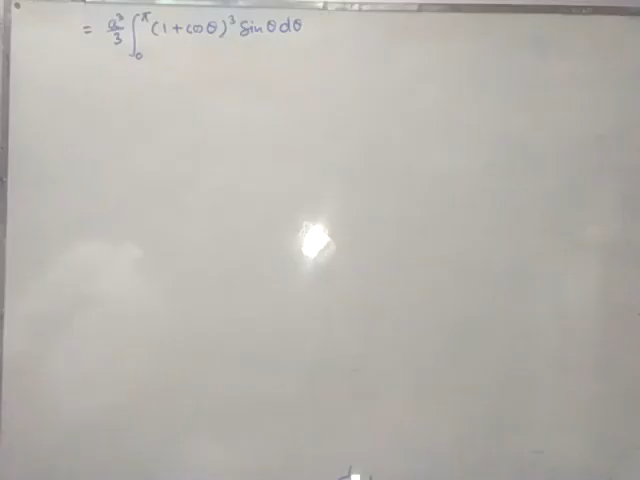 = a³/3 ∫₀^π (1 + cos θ)³ sin θ dθ